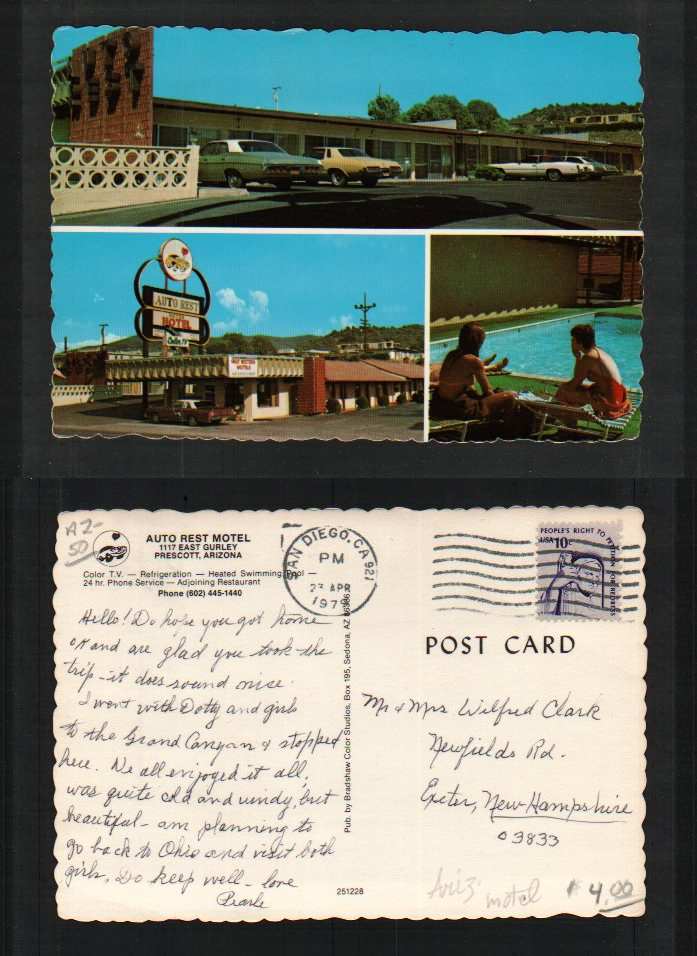 AUTO REST
MOTEL
AZ-
50
AUTO REST MOTEL
1117 EAST GURLEY
PRESCOTT, ARIZONA
Color T.V. — Refrigeration — Heated Swimming Pool —
24 hr. Phone Service — Adjoining Restaurant
Phone (602) 445-1440
Hello! Do hope you got home
OK and are glad you took the
trip - it does sound nice.
I went with Dotty and girls
to the Grand Canyon & stopped
here. We all enjoyed it all,
was quite cold and windy, but
beautiful - am planning to
go back to Ohio and visit both
girls. Do keep well - love
Pearle
Pub. by Bradshaw Color Studios, Box 195, Sedona, AZ 86336
251228
SAN DIEGO, CA 921
PM
23 APR
1979
PEOPLE'S RIGHT TO PETITION FOR REDRESS
USA 10c
POST CARD
Mr & Mrs Wilfred Clark
Newfields Rd.
Exeter, New Hampshire
03833
Ariz
motel
$4.00